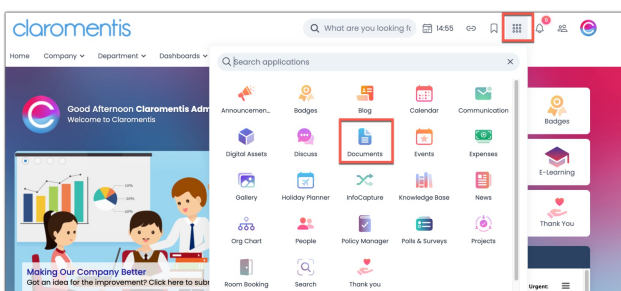 claromentis
What are you looking fo
14:55
9
Home Company Department Dashboards
Search applications
Good Afternoon Claromentis Adm
Welcome to Claromentis
Announcemen... Badges Blog Calendar Communication
Digital Assets Discuss Documents Events Expenses
Gallery Holiday Planner InfoCapture Knowledge Base News
Org Chart People Policy Manager Polls & Surveys Projects
Room Booking Search Thank you
Badges
E-Learning
Thank You
Making Our Company Better
Got an idea for the improvement? Click here to subr
Urgent: